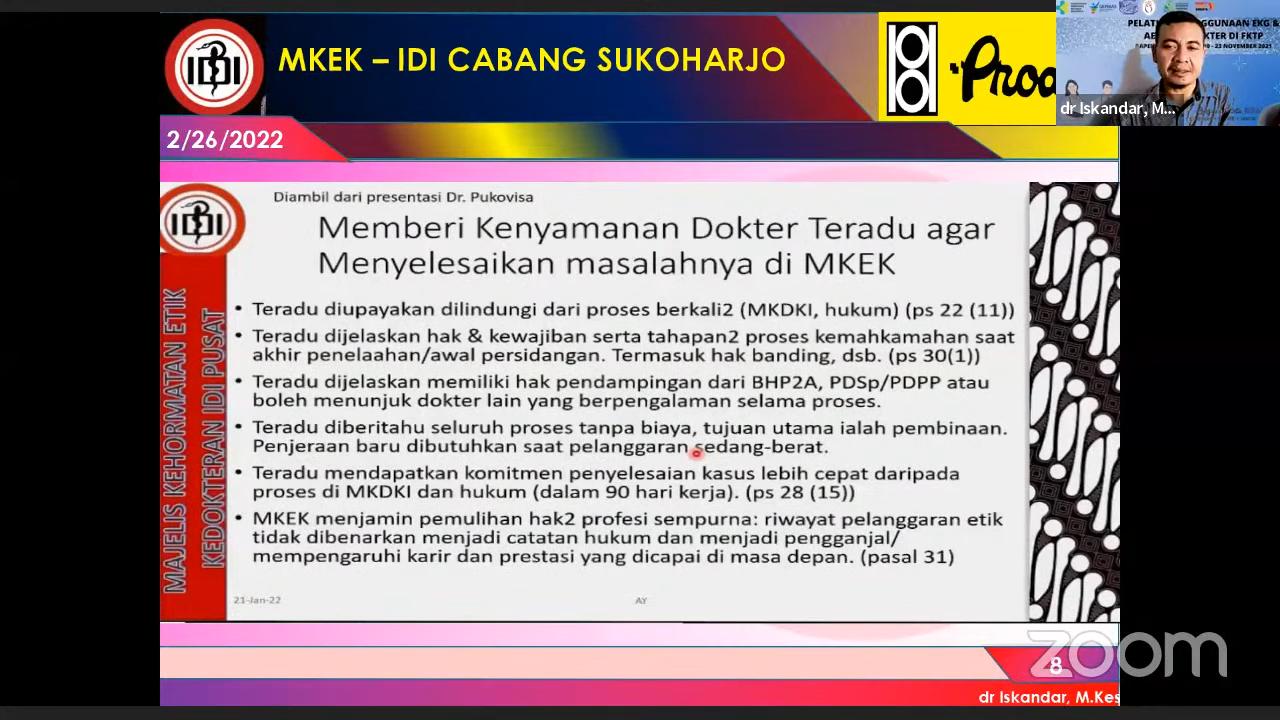 MKEK – IDI CABANG SUKOHARJO
2/26/2022
dr Iskandar, M...
Diambil dari presentasi Dr. Pukovisa
Memberi Kenyamanan Dokter Teradu agar
Menyelesaikan masalahnya di MKEK
MAJELIS KEHORMATAN ETIK
KEDOKTERAN IDI PUSAT
• Teradu diupayakan dilindungi dari proses berkali2 (MKDKI, hukum) (ps 22 (11))
• Teradu dijelaskan hak & kewajiban serta tahapan2 proses kemahkamahan saat
akhir penelaahan/awal persidangan. Termasuk hak banding, dsb. (ps 30(1))
• Teradu dijelaskan memiliki hak pendampingan dari BHP2A, PDSp/PDPP atau
boleh menunjuk dokter lain yang berpengalaman selama proses.
• Teradu diberitahu seluruh proses tanpa biaya, tujuan utama ialah pembinaan.
Penjeraan baru dibutuhkan saat pelanggaran sedang-berat.
• Teradu mendapatkan komitmen penyelesaian kasus lebih cepat daripada
proses di MKDKI dan hukum (dalam 90 hari kerja). (ps 28 (15))
• MKEK menjamin pemulihan hak2 profesi sempurna: riwayat pelanggaran etik
tidak dibenarkan menjadi catatan hukum dan menjadi pengganjal/
mempengaruhi karir dan prestasi yang dicapai di masa depan. (pasal 31)
21-Jan-22
AY
zoom
8
dr Iskandar, M.Kes